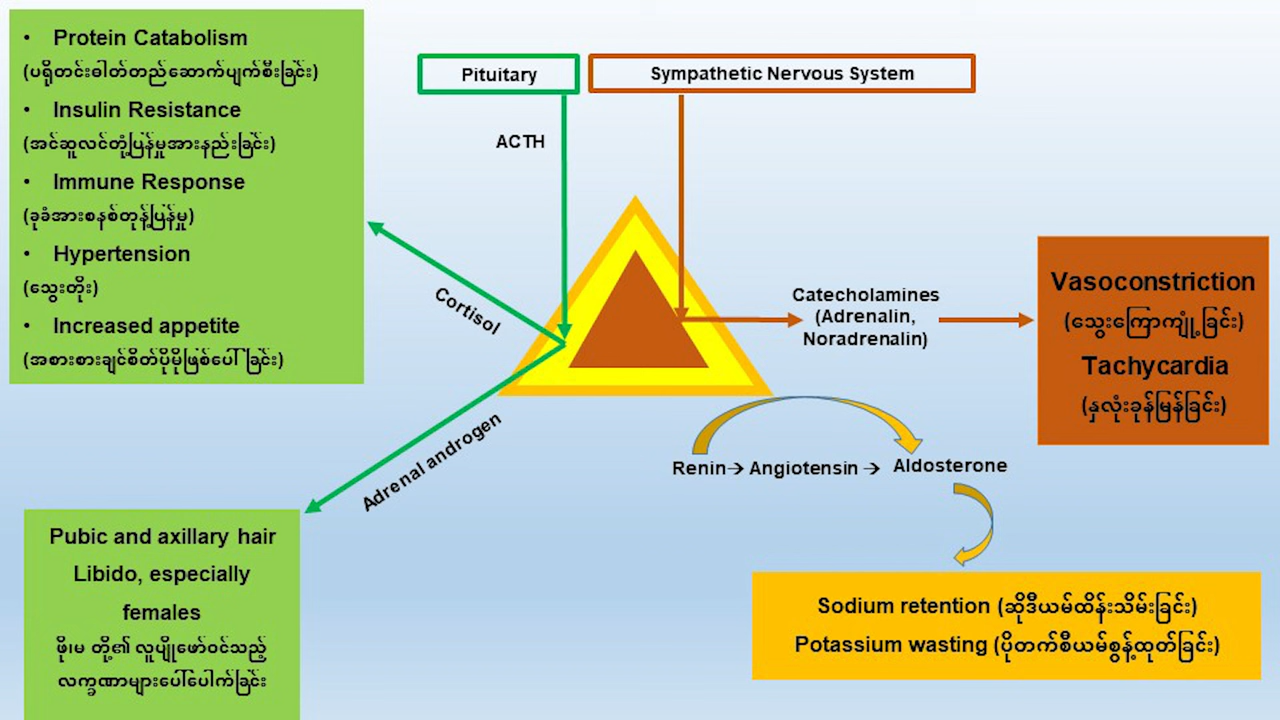 • Protein Catabolism
(ပရိုတင်းဓါတ်တည်ဆောက်ပျက်စီးခြင်း)
• Insulin Resistance
(အင်ဆူလင်တုံ့ပြန်မှုအားနည်းခြင်း)
• Immune Response
(ခုခံအားစနစ်တုန့်ပြန်မှု)
• Hypertension
(သွေးတိုး)
• Increased appetite
(အစားစားချင်စိတ်ပိုမိုဖြစ်ပေါ်ခြင်း)
Pituitary
Sympathetic Nervous System
ACTH
Cortisol
Adrenal androgen
Catecholamines
(Adrenalin,
Noradrenalin)
Vasoconstriction
(သွေးကြောကျုံ့ခြင်း)
Tachycardia
(နှလုံးခုန်မြန်ခြင်း)
Renin→ Angiotensin → Aldosterone
Pubic and axillary hair
Libido, especially
females
ဖို၊မ တို့၏ လူပျိုဖော်ဝင်သည့်
လက္ခဏာများပေါ်ပေါက်ခြင်း
Sodium retention (ဆိုဒီယမ်ထိန်းသိမ်းခြင်း)
Potassium wasting (ပိုတက်စီယမ်စွန့်ထုတ်ခြင်း)